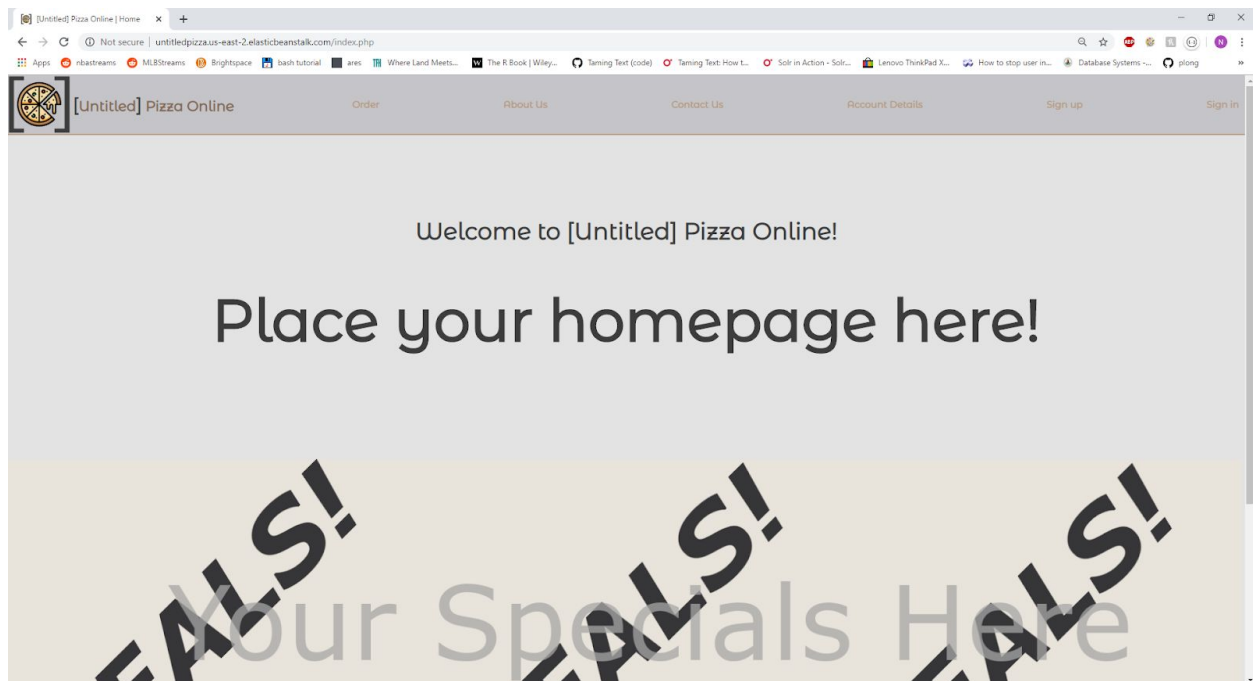 [Untitled] Pizza Online | Home
Not secure | untitledpizza.us-east-2.elasticbeanstalk.com/index.php
Apps nbastreams MLBStreams Brightspace bash tutorial ares Where Land Meets... The R Book | Wiley... Taming Text (code) Taming Text: How t... Solr in Action - Solr... Lenovo ThinkPad X... How to stop user in... Database Systems -... plong »
[Untitled] Pizza Online Order About Us Contact Us Account Details Sign up Sign in
Welcome to [Untitled] Pizza Online!
Place your homepage here!
EALS! EALS! EALS!
Your Specials Here